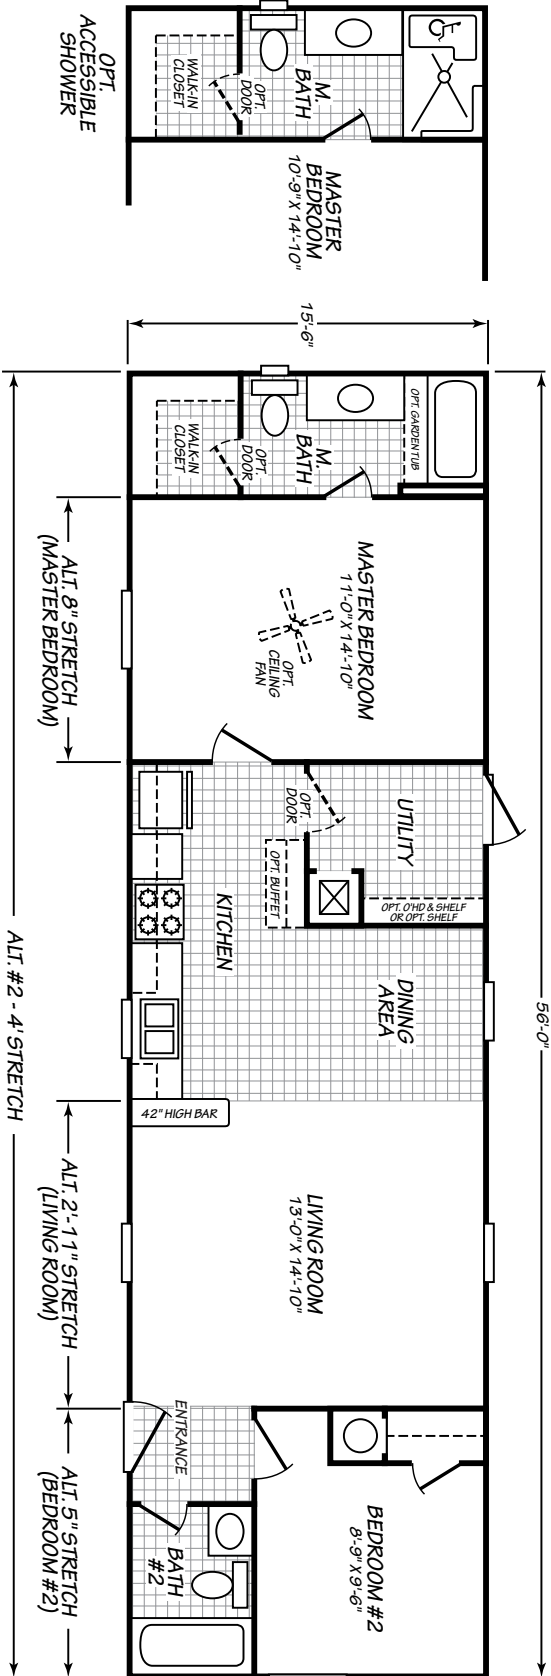 OPT.
ACCESSIBLE
SHOWER
M.
BATH
OPT.
DOOR
WALK-IN
CLOSET
MASTER
BEDROOM
10'-9" X 14'-10"
15'-6"
56'-0"
OPT. GARDEN TUB
M.
BATH
OPT.
DOOR
WALK-IN
CLOSET
MASTER BEDROOM
11'-0" X 14'-10"
OPT.
CEILING
FAN
UTILITY
OPT.
DOOR
OPT. O'HD & SHELF
OR OPT. SHELF
OPT. BUFFET
KITCHEN
DINING
AREA
42" HIGH BAR
LIVING ROOM
13'-0" X 14'-10"
ENTRANCE
BEDROOM #2
8'-9" X 9'-6"
BATH
#2
ALT. 8" STRETCH
(MASTER BEDROOM)
ALT. 2'-11" STRETCH
(LIVING ROOM)
ALT. 5" STRETCH
(BEDROOM #2)
ALT. #2 - 4' STRETCH